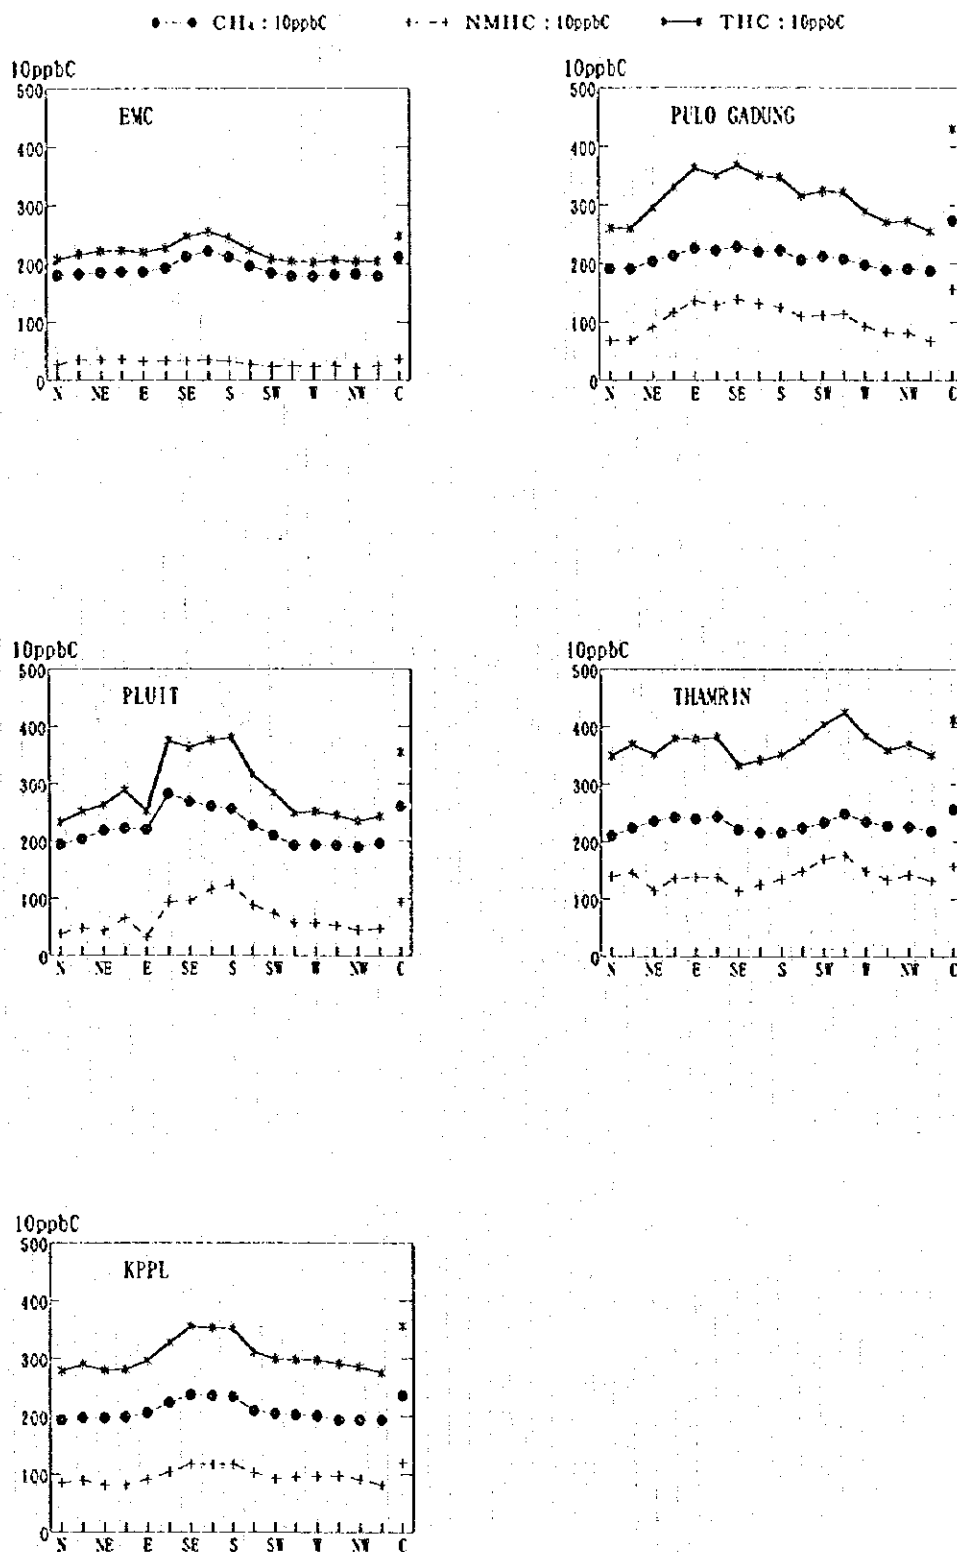 CH₄ : 10ppbC NMHC : 10ppbC THC : 10ppbC
10ppbC
EMC
500
400
300
200
100
0
N NE E SE S SW W NW C
10ppbC
PULO GADUNG
500
400
300
200
100
0
N NE E SE S SW W NW C
10ppbC
PLUIT
500
400
300
200
100
0
N NE E SE S SW W NW C
10ppbC
THAMRIN
500
400
300
200
100
0
N NE E SE S SW W NW C
10ppbC
KPPL
500
400
300
200
100
0
N NE E SE S SW W NW C